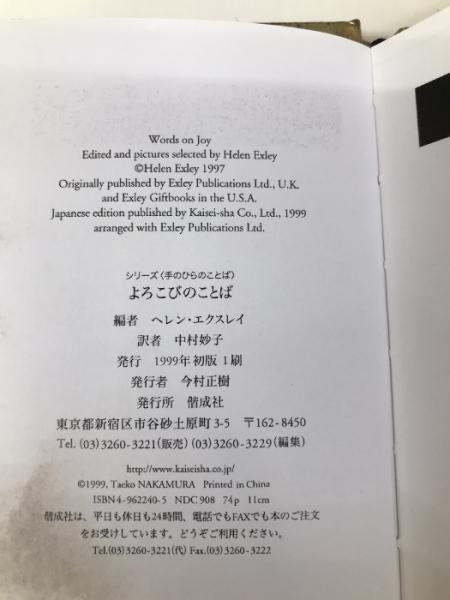 Words on Joy
Edited and pictures selected by Helen Exley
©Helen Exley 1997
Originally published by Exley Publications Ltd., U.K.
and Exley Giftbooks in the U.S.A.
Japanese edition published by Kaisei-sha Co., Ltd., 1999
arranged with Exley Publications Ltd.
シリーズ〈手のひらのことば〉
よろこびのことば
編者 ヘレン・エクスレイ
訳者 中村妙子
発行 1999年初版1刷
発行者 今村正樹
発行所 偕成社
東京都新宿区市谷砂土原町3-5 〒162-8450
Tel. (03)3260-3221(販売) (03)3260-3229(編集)
http://www.kaiseisha.co.jp/
©1999, Taeko NAKAMURA Printed in China
ISBN4-962240-5 NDC908 74p 11cm
偕成社は、平日も休日も24時間、電話でもFAXでも本のご注文
をお受けしています。どうぞご利用ください。
Tel.(03)3260-3221(代) Fax.(03)3260-3222